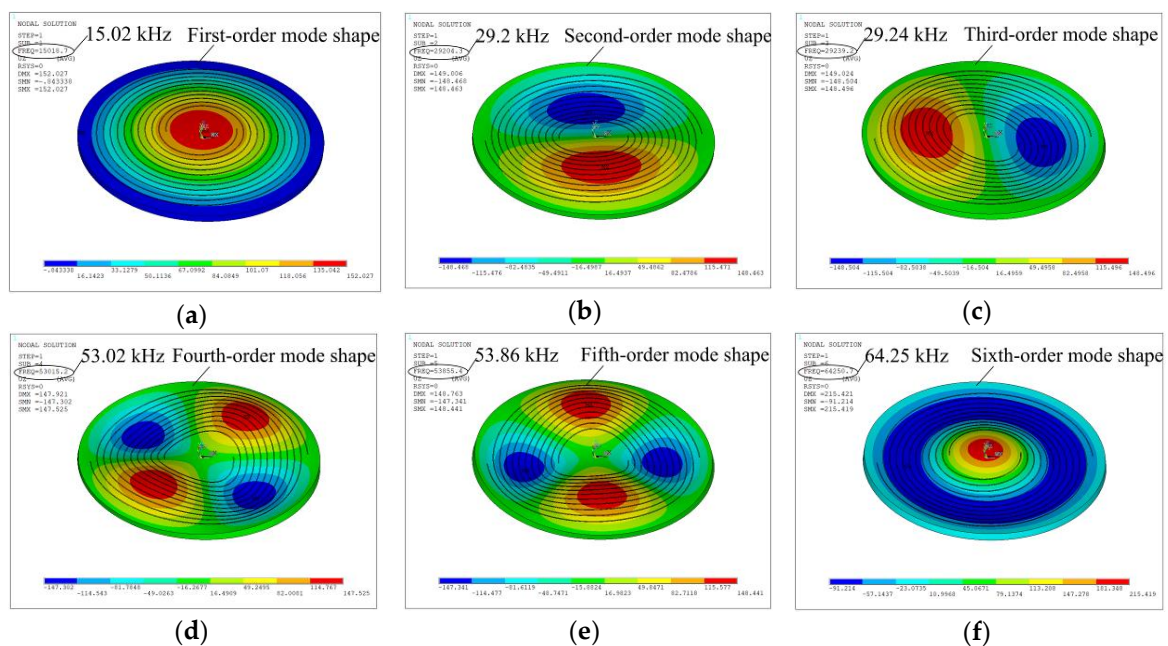 NODAL SOLUTION
STEP=1
FREQ=15018.7
(AVG)
RSYS=0
DMX =152.027
SMN =-.843338
SMX =152.027
15.02 kHz First-order mode shape
-.843338 33.1279 67.0992 101.07 135.042
16.1423 50.1136 84.0849 118.056 152.027
(a)
NODAL SOLUTION
STEP=1
FREQ=29204.3
(AVG)
RSYS=0
DMX =149.006
SMN =-148.468
SMX =148.463
29.2 kHz Second-order mode shape
-148.468 -82.4835 -16.4987 49.4862 115.471
-115.476 -49.4911 16.4937 82.4786 148.463
(b)
NODAL SOLUTION
STEP=1
FREQ=29239.2
(AVG)
RSYS=0
DMX =149.024
SMN =-148.504
SMX =148.496
29.24 kHz Third-order mode shape
-148.504 -82.5038 -16.504 49.4958 115.496
-115.504 -49.5038 16.4959 82.4958 148.496
(c)
NODAL SOLUTION
STEP=1
FREQ=53015.2
(AVG)
RSYS=0
DMX =147.921
SMN =-147.302
SMX =147.525
53.02 kHz Fourth-order mode shape
-147.302 -81.7848 -16.2677 49.2495 114.767
-114.543 -49.0263 16.4909 82.0081 147.525
(d)
NODAL SOLUTION
STEP=1
FREQ=53855.4
(AVG)
RSYS=0
DMX =148.763
SMN =-147.341
SMX =148.441
53.86 kHz Fifth-order mode shape
-147.341 -81.6119 -15.8824 49.8471 115.577
-114.477 -48.7471 16.9823 82.7118 148.441
(e)
NODAL SOLUTION
STEP=1
FREQ=64250.7
(AVG)
RSYS=0
DMX =215.421
SMN =-91.214
SMX =215.419
64.25 kHz Sixth-order mode shape
-91.214 -23.0735 45.0671 113.208 181.348
-57.1437 10.9968 79.1374 147.278 215.419
(f)